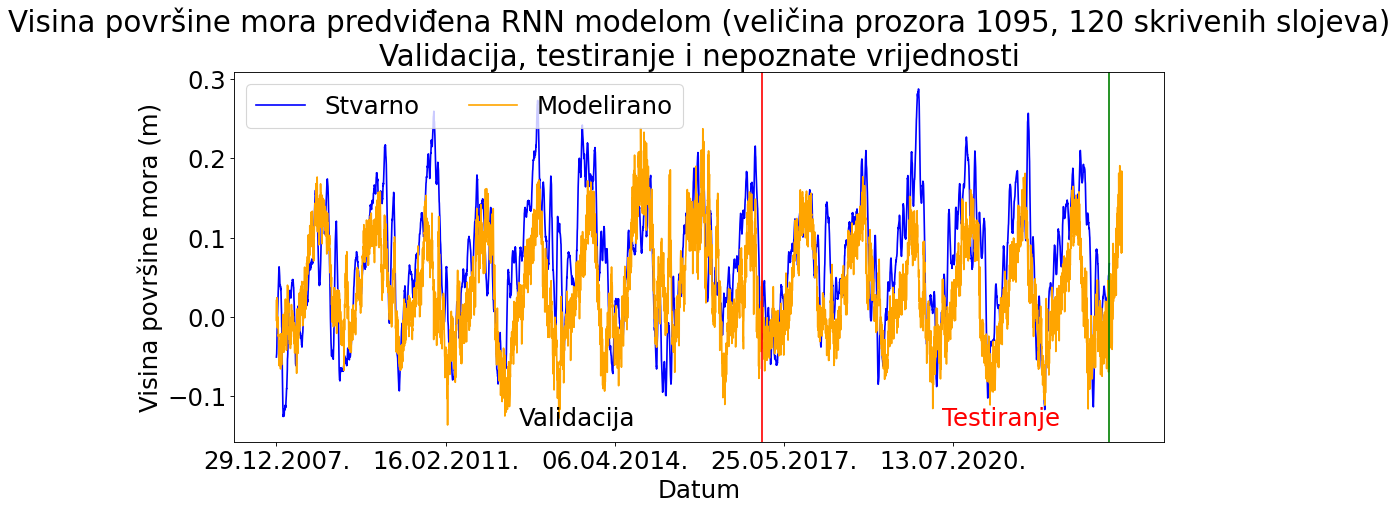 Visina površine mora predviđena RNN modelom (veličina prozora 1095, 120 skrivenih slojeva)
Validacija, testiranje i nepoznate vrijednosti
Stvarno
Modelirano
Visina površine mora (m)
0.3
0.2
0.1
0.0
−0.1
Validacija
Testiranje
29.12.2007.
16.02.2011.
06.04.2014.
25.05.2017.
13.07.2020.
Datum